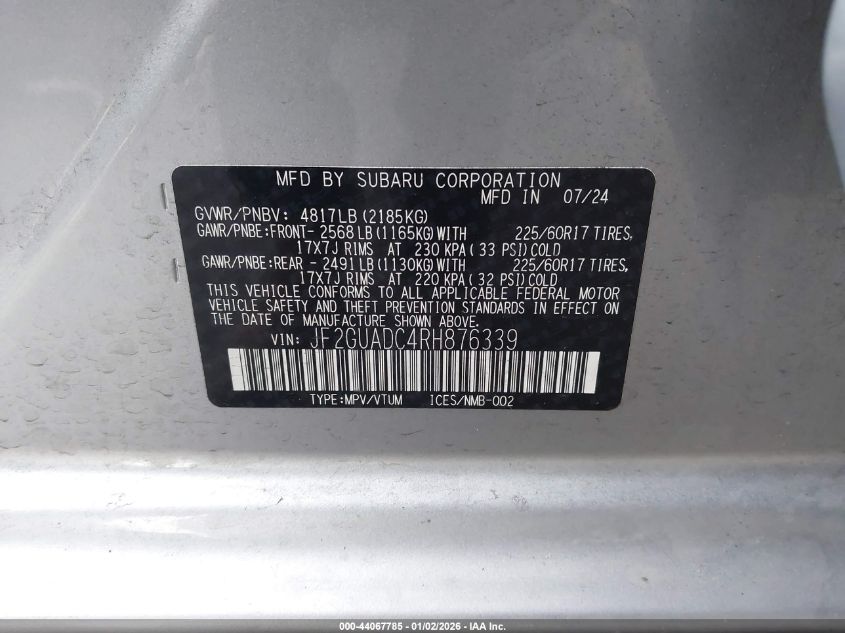 MFD BY SUBARU CORPORATION
MFD IN 07/24
GVWR/PNBV: 4817LB(2185KG)
GAWR/PNBE:FRONT- 2568LB(1165KG)WITH 225/60R17 TIRES,
17X7J RIMS AT 230 KPA( 33 PSI)COLD
GAWR/PNBE:REAR - 2491LB(1130KG)WITH 225/60R17 TIRES,
17X7J RIMS AT 220 KPA( 32 PSI)COLD
THIS VEHICLE CONFORMS TO ALL APPLICABLE FEDERAL MOTOR
VEHICLE SAFETY AND THEFT PREVENTION STANDARDS IN EFFECT ON
THE DATE OF MANUFACTURE SHOWN ABOVE.
VIN: JF2GUADC4RH876339
TYPE:MPV/VTUM ICES/NMB-002
000-44067785 - 01/02/2026 - IAA Inc.